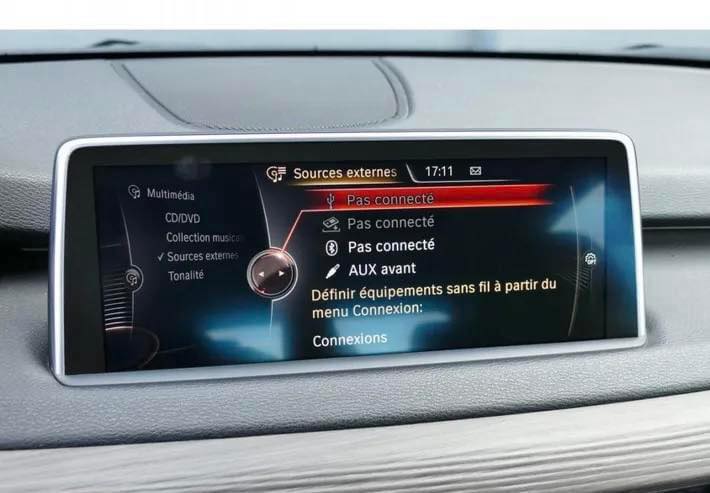 Sources externes
17:11
Multimédia
CD/DVD
Collection musica
Sources externes
Tonalité
Pas connecté
Pas connecté
Pas connecté
AUX avant
Définir équipements sans fil à partir du
menu Connexion:
Connexions